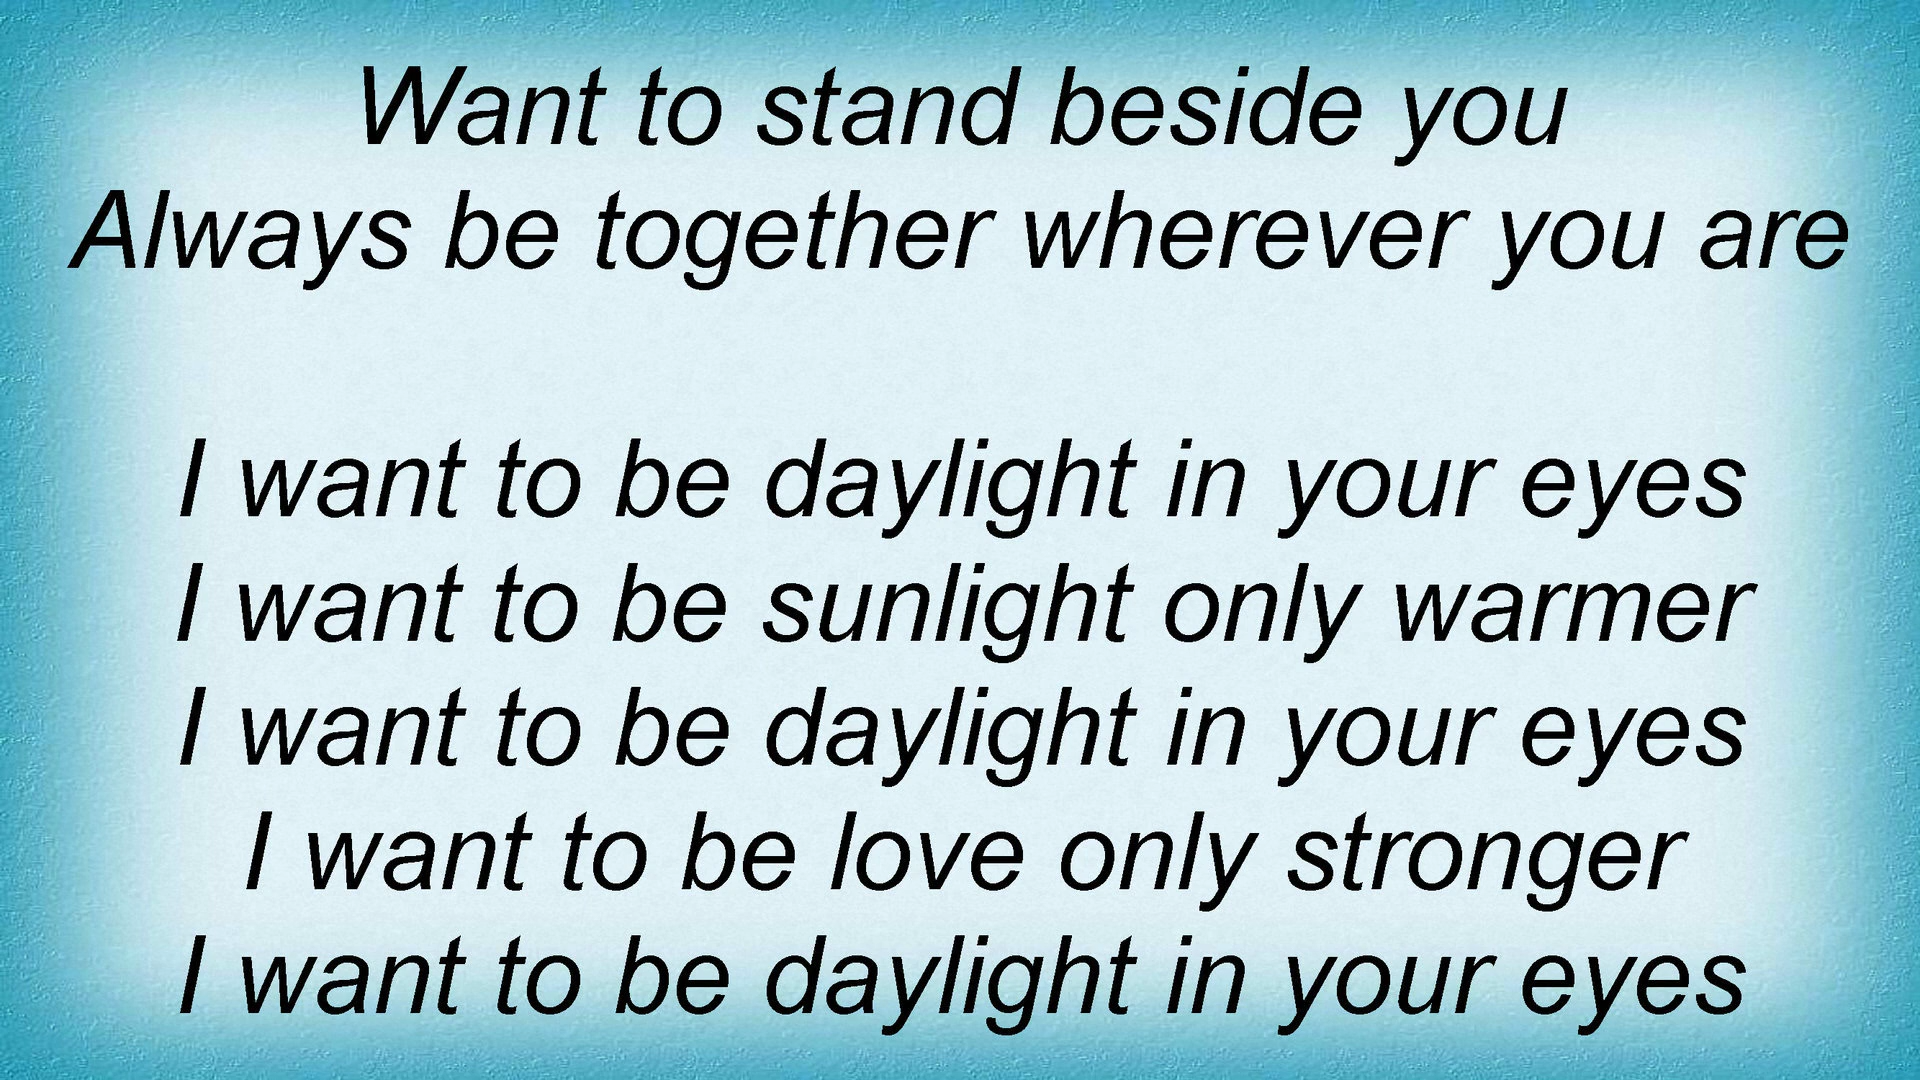 Want to stand beside you
Always be together wherever you are
I want to be daylight in your eyes
I want to be sunlight only warmer
I want to be daylight in your eyes
I want to be love only stronger
I want to be daylight in your eyes